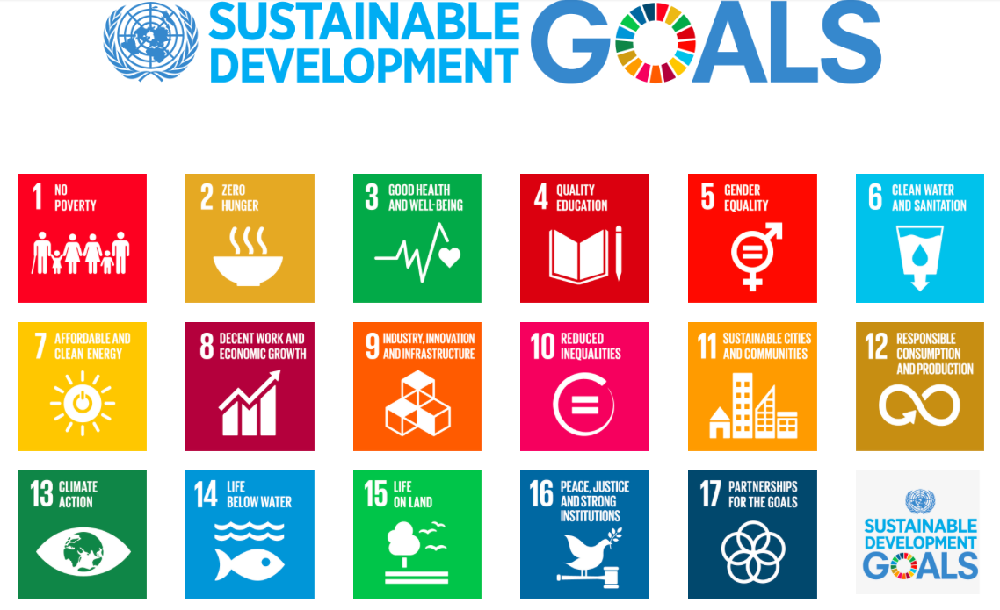 SUSTAINABLE
DEVELOPMENT
GOALS
1 NO
POVERTY
2 ZERO
HUNGER
3 GOOD HEALTH
AND WELL-BEING
4 QUALITY
EDUCATION
5 GENDER
EQUALITY
6 CLEAN WATER
AND SANITATION
7 AFFORDABLE AND
CLEAN ENERGY
8 DECENT WORK AND
ECONOMIC GROWTH
9 INDUSTRY, INNOVATION
AND INFRASTRUCTURE
10 REDUCED
INEQUALITIES
11 SUSTAINABLE CITIES
AND COMMUNITIES
12 RESPONSIBLE
CONSUMPTION
AND PRODUCTION
13 CLIMATE
ACTION
14 LIFE
BELOW WATER
15 LIFE
ON LAND
16 PEACE, JUSTICE
AND STRONG
INSTITUTIONS
17 PARTNERSHIPS
FOR THE GOALS
SUSTAINABLE
DEVELOPMENT
GOALS